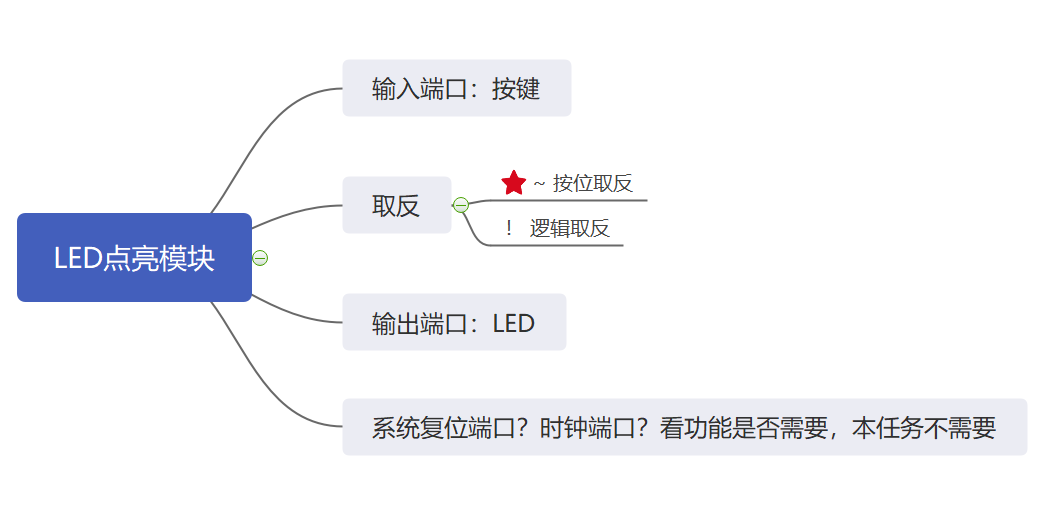 LED点亮模块
输入端口：按键
取反
~ 按位取反
！ 逻辑取反
输出端口：LED
系统复位端口？时钟端口？看功能是否需要，本任务不需要